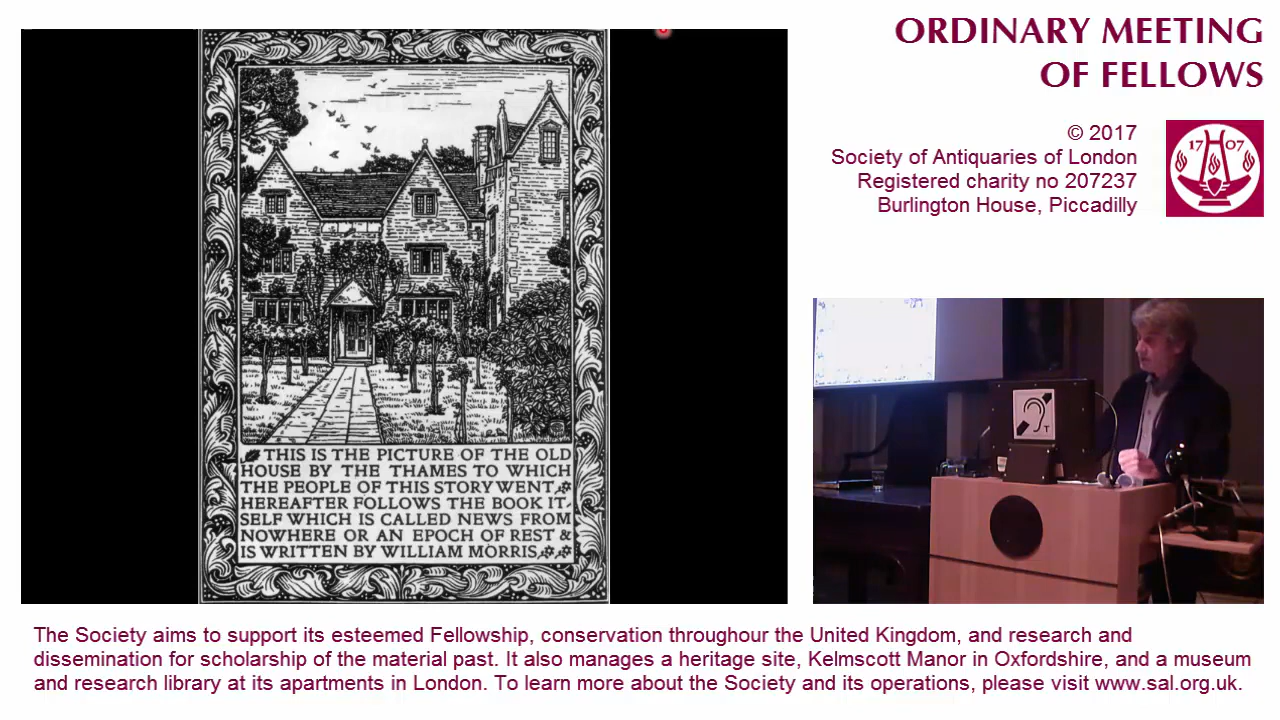 ORDINARY MEETING
OF FELLOWS
© 2017
Society of Antiquaries of London
Registered charity no 207237
Burlington House, Piccadilly
17 07
THIS IS THE PICTURE OF THE OLD
HOUSE BY THE THAMES TO WHICH
THE PEOPLE OF THIS STORY WENT
HEREAFTER FOLLOWS THE BOOK IT-
SELF WHICH IS CALLED NEWS FROM
NOWHERE OR AN EPOCH OF REST &
IS WRITTEN BY WILLIAM MORRIS
T
The Society aims to support its esteemed Fellowship, conservation throughour the United Kingdom, and research and
dissemination for scholarship of the material past. It also manages a heritage site, Kelmscott Manor in Oxfordshire, and a museum
and research library at its apartments in London. To learn more about the Society and its operations, please visit www.sal.org.uk.